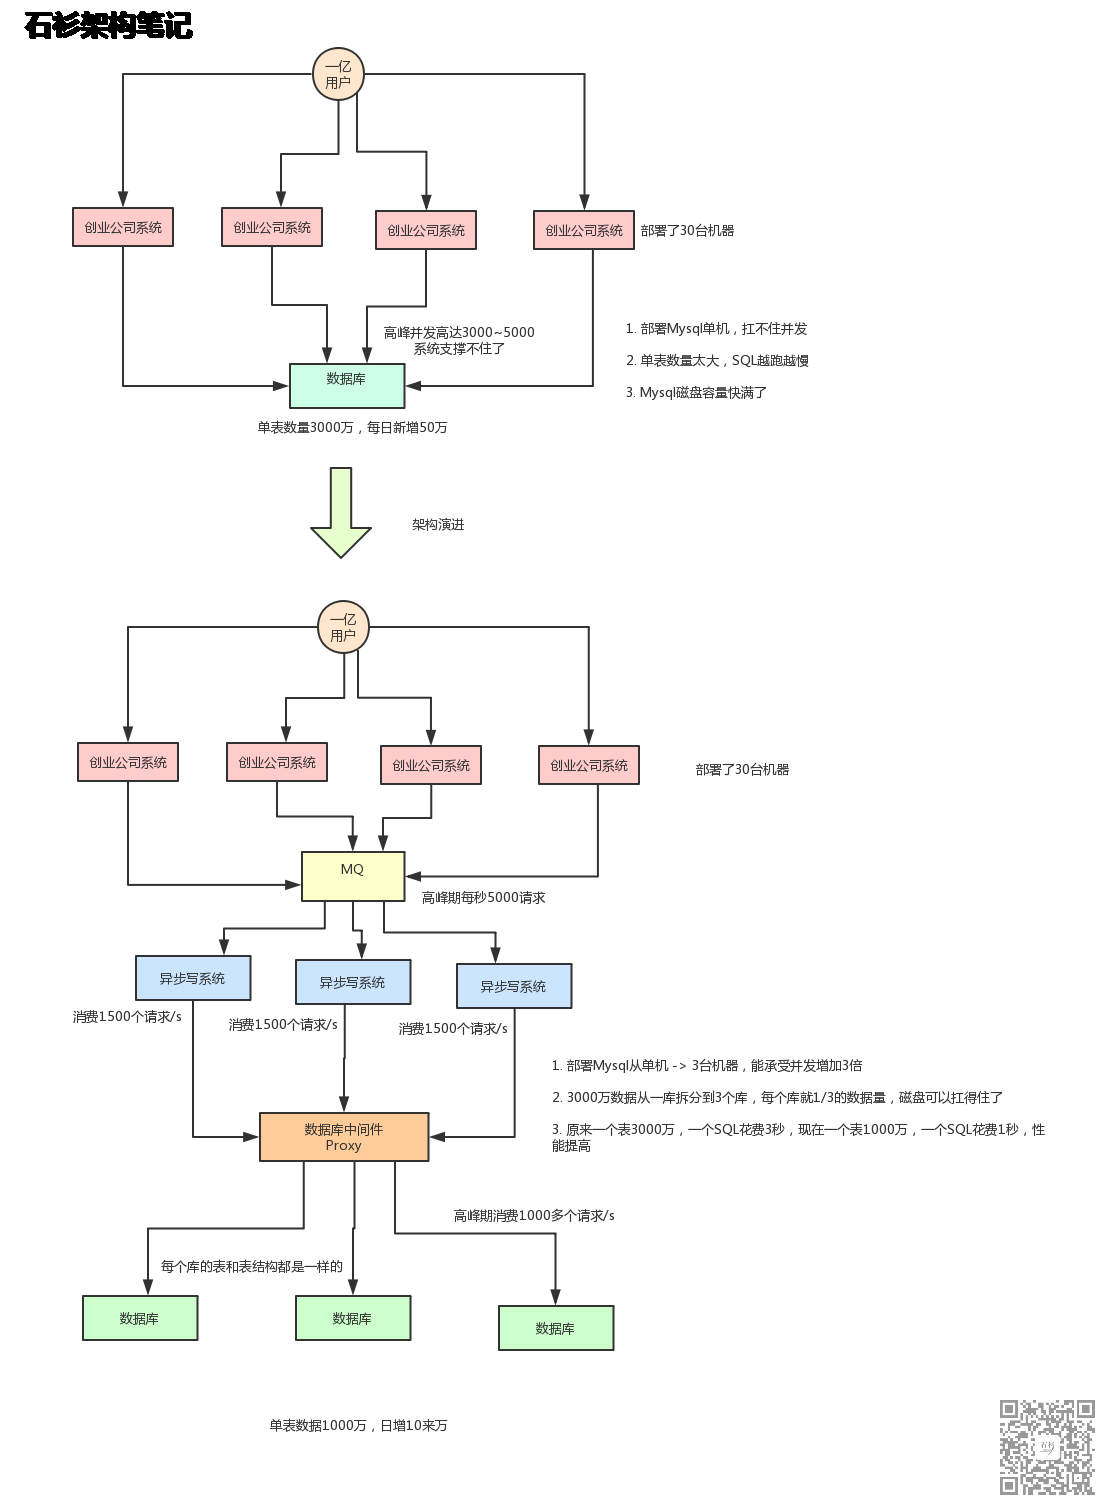 石衫架构笔记
一亿
用户
创业公司系统
创业公司系统
创业公司系统
创业公司系统
部署了30台机器
高峰并发高达3000~5000
系统支撑不住了
1. 部署Mysql单机，扛不住并发
2. 单表数量太大，SQL越跑越慢
3. Mysql磁盘容量快满了
数据库
单表数量3000万，每日新增50万
架构演进
一亿
用户
创业公司系统
创业公司系统
创业公司系统
创业公司系统
部署了30台机器
MQ
高峰期每秒5000请求
异步写系统
异步写系统
异步写系统
消费1500个请求/s
消费1500个请求/s
消费1500个请求/s
1. 部署Mysql从单机 -> 3台机器，能承受并发增加3倍
2. 3000万数据从一库拆分到3个库，每个库就1/3的数据量，磁盘可以扛得住了
3. 原来一个表3000万，一个SQL花费3秒，现在一个表1000万，一个SQL花费1秒，性
能提高
数据库中间件
Proxy
高峰期消费1000多个请求/s
每个库的表和表结构都是一样的
数据库
数据库
数据库
单表数据1000万，日增10来万